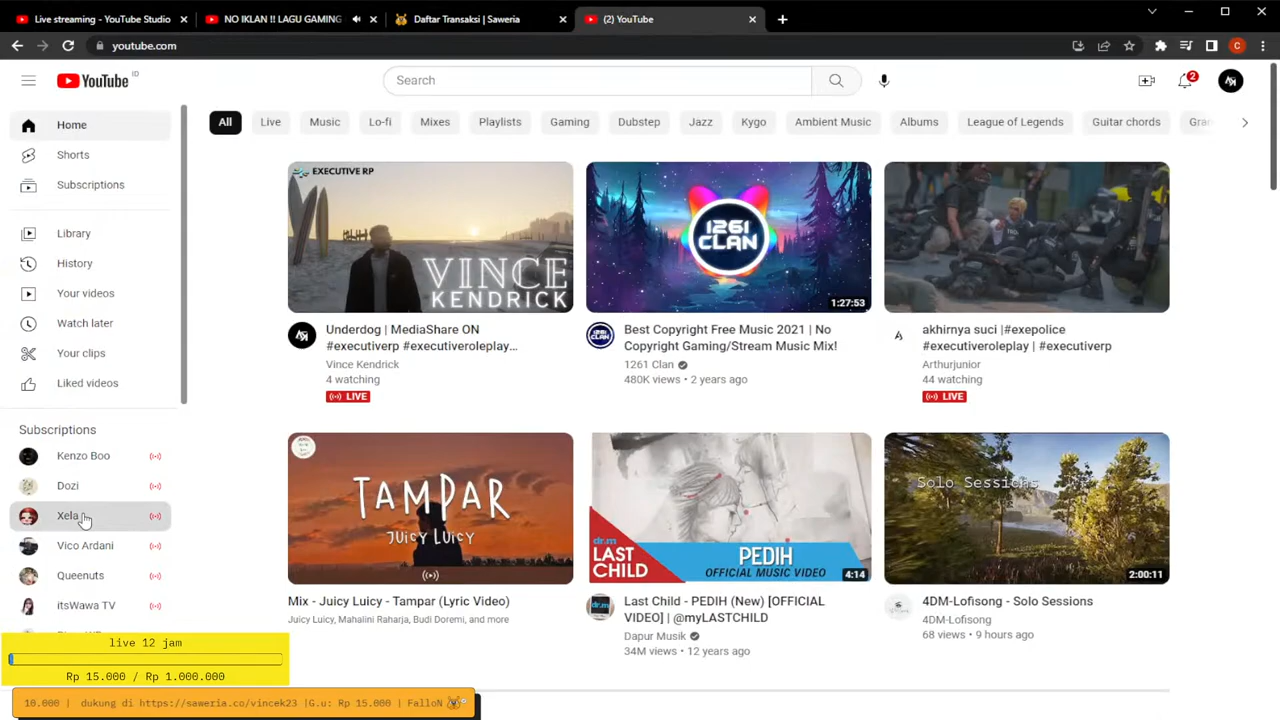 Live streaming - YouTube Studio
NO IKLAN !! LAGU GAMING
Daftar Transaksi | Saweria
(2) YouTube
youtube.com
C
YouTube ID
Search
2
Home
Shorts
Subscriptions
Library
History
Your videos
Watch later
Your clips
Liked videos
Subscriptions
Kenzo Boo
Dozi
Xela
Vico Ardani
Queenuts
itsWawa TV
All
Live
Music
Lo-fi
Mixes
Playlists
Gaming
Dubstep
Jazz
Kygo
Ambient Music
Albums
League of Legends
Guitar chords
EXECUTIVE RP
VINCE
KENDRICK
Underdog | MediaShare ON
#executiverp #executiveroleplay...
Vince Kendrick
4 watching
LIVE
1261
CLAN
1:27:53
Best Copyright Free Music 2021 | No
Copyright Gaming/Stream Music Mix!
1261 Clan
480K views • 2 years ago
akhirnya suci |#exepolice
#executiveroleplay | #executiverp
Arthurjunior
44 watching
LIVE
TAMPAR
JUICY LUICY
Mix - Juicy Luicy - Tampar (Lyric Video)
Juicy Luicy, Mahalini Raharja, Budi Doremi, and more
dr.m
LAST
CHILD
PEDIH
OFFICIAL MUSIC VIDEO
4:14
Last Child - PEDIH (New) [OFFICIAL
VIDEO] | @myLASTCHILD
Dapur Musik
34M views • 12 years ago
Solo Sessions
2:00:11
4DM-Lofisong - Solo Sessions
4DM-Lofisong
68 views • 9 hours ago
live 12 jam
Rp 15.000 / Rp 1.000.000
10.000 | dukung di https://saweria.co/vincek23 |G.u: Rp 15.000 | FalloN